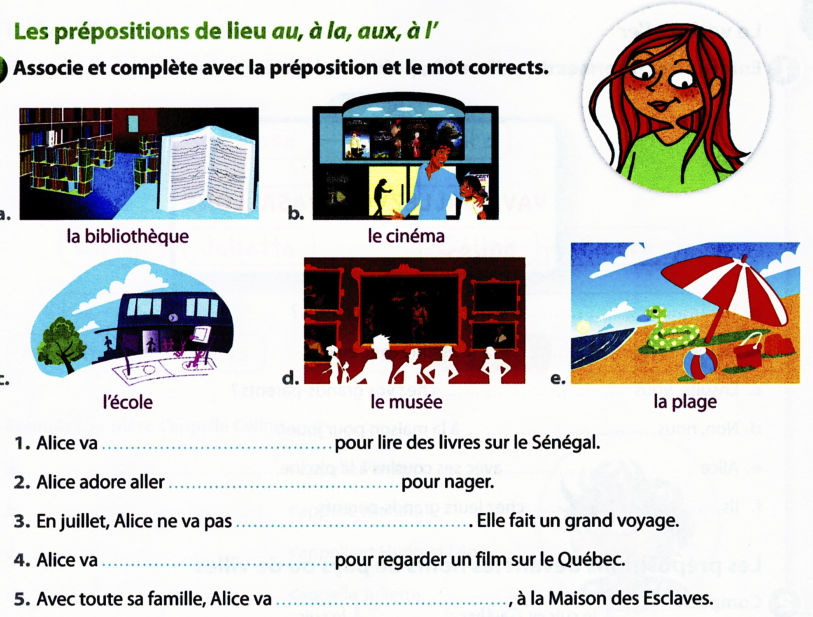 Les prépositions de lieu au, à la, aux, à l'
Associe et complète avec la préposition et le mot corrects.
a.
la bibliothèque
b.
le cinéma
c.
l'école
d.
le musée
e.
la plage
1. Alice va ........................................ pour lire des livres sur le Sénégal.
2. Alice adore aller ........................................ pour nager.
3. En juillet, Alice ne va pas ........................................ . Elle fait un grand voyage.
4. Alice va ........................................ pour regarder un film sur le Québec.
5. Avec toute sa famille, Alice va ........................................ , à la Maison des Esclaves.